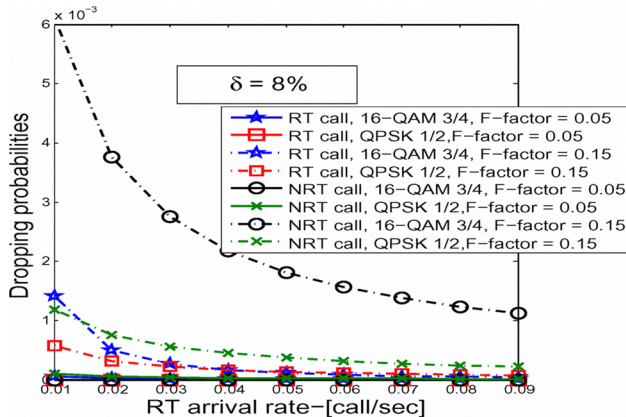 × 10⁻³
6
5
4
3
2
1
0
Dropping probabilities
δ = 8%
RT call, 16−QAM 3/4, F−factor = 0.05
RT call, QPSK 1/2,F−factor = 0.05
RT call, 16−QAM 3/4, F−factor = 0.15
RT call, QPSK 1/2, F−factor = 0.15
NRT call, 16−QAM 3/4, F−factor = 0.05
NRT call, QPSK 1/2,F−factor = 0.05
NRT call, 16−QAM 3/4, F−factor = 0.15
NRT call, QPSK 1/2,F−factor = 0.15
0.01 0.02 0.03 0.04 0.05 0.06 0.07 0.08 0.09
RT arrival rate−[call/sec]